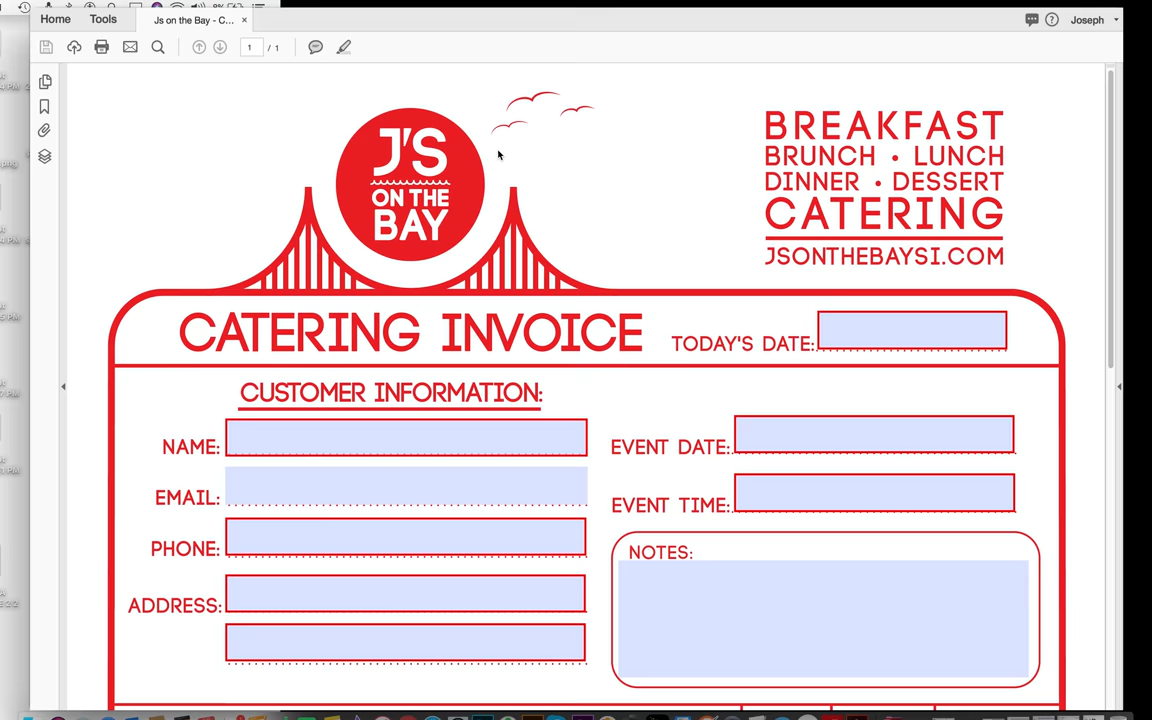 Home
Tools
Js on the Bay - C... ×
Joseph
1 / 1
J'S
ON THE
BAY
BREAKFAST
BRUNCH • LUNCH
DINNER • DESSERT
CATERING
JSONTHEBAYSI.COM
CATERING INVOICE
TODAY'S DATE:
CUSTOMER INFORMATION:
NAME:
EVENT DATE:
EMAIL:
EVENT TIME:
PHONE:
NOTES:
ADDRESS: